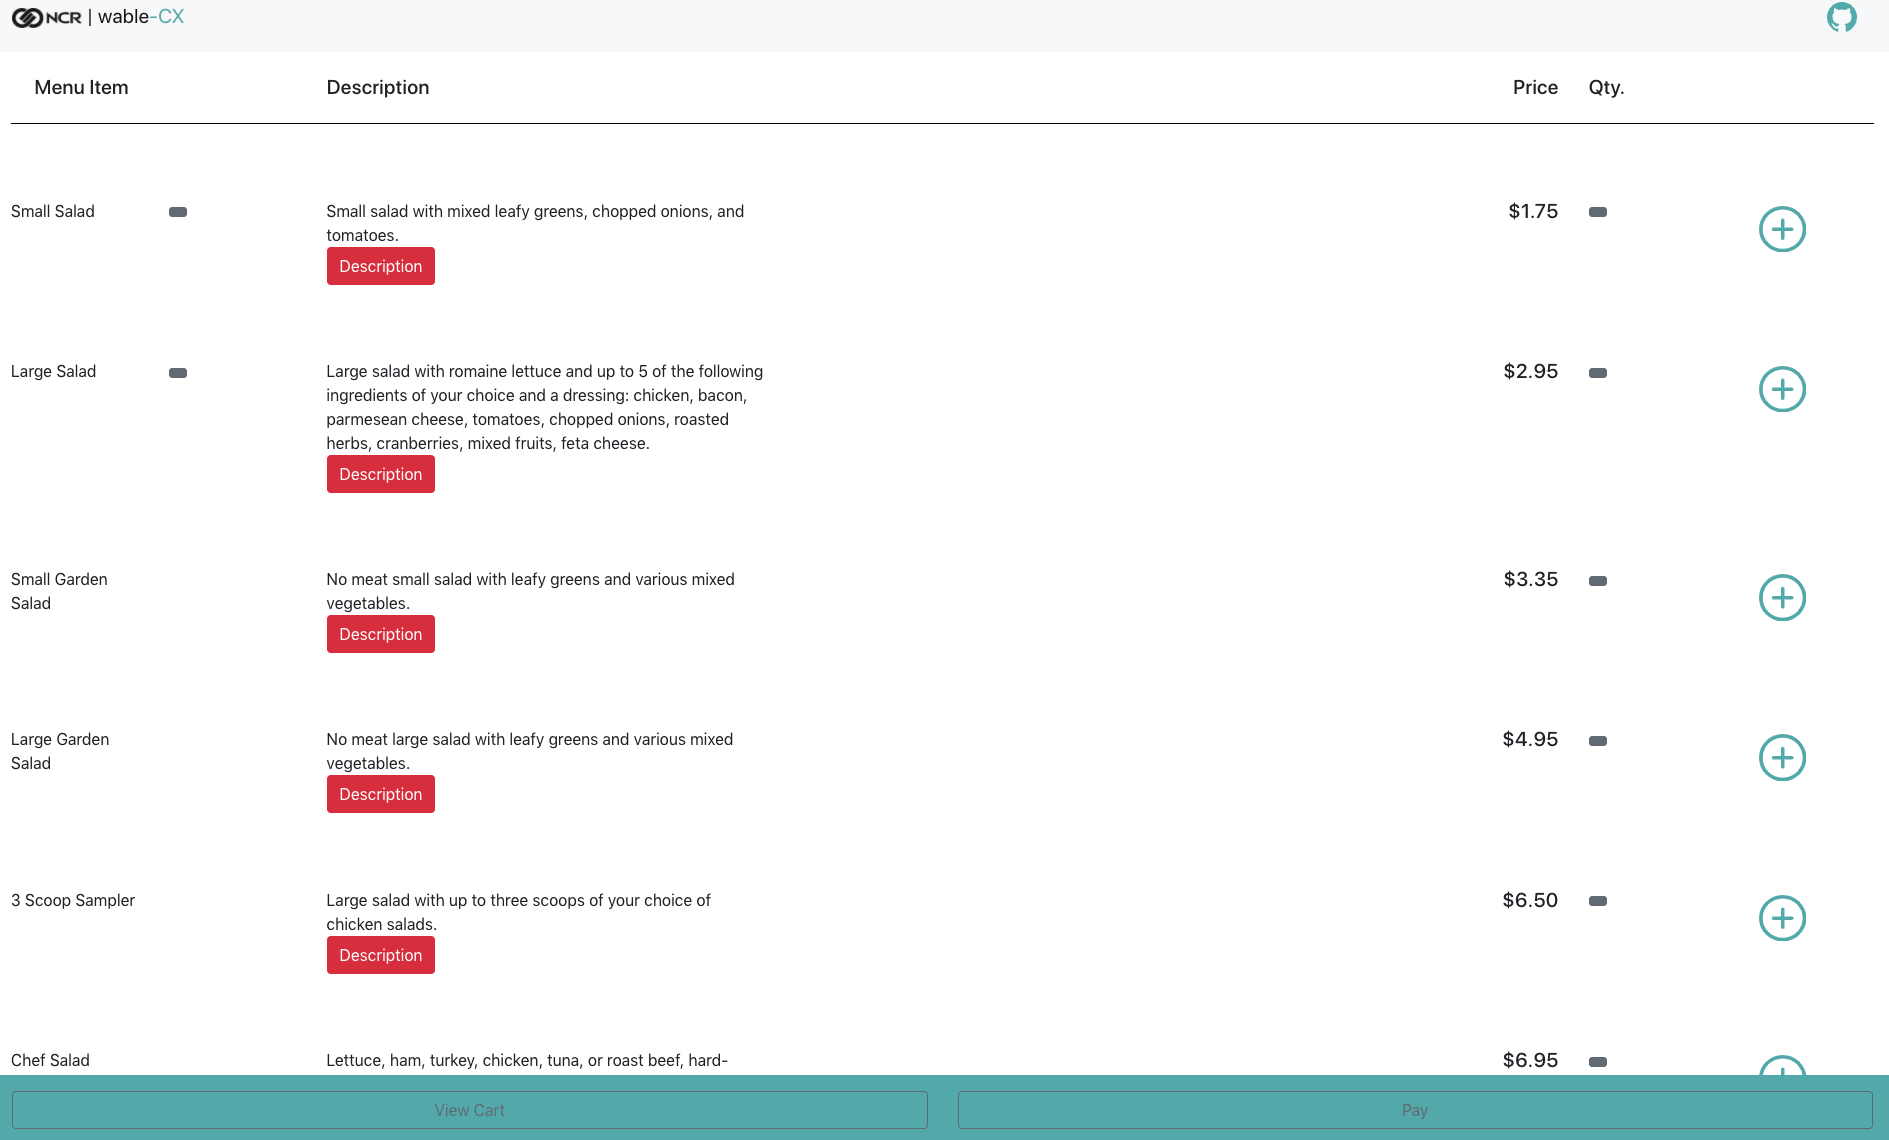 NCR | wable-CX
Menu Item Description Price Qty.
Small Salad Small salad with mixed leafy greens, chopped onions, and $1.75
tomatoes.
Description
Large Salad Large salad with romaine lettuce and up to 5 of the following $2.95
ingredients of your choice and a dressing: chicken, bacon,
parmesean cheese, tomatoes, chopped onions, roasted
herbs, cranberries, mixed fruits, feta cheese.
Description
Small Garden No meat small salad with leafy greens and various mixed $3.35
Salad vegetables.
Description
Large Garden No meat large salad with leafy greens and various mixed $4.95
Salad vegetables.
Description
3 Scoop Sampler Large salad with up to three scoops of your choice of $6.50
chicken salads.
Description
Chef Salad Lettuce, ham, turkey, chicken, tuna, or roast beef, hard- $6.95
View Cart Pay